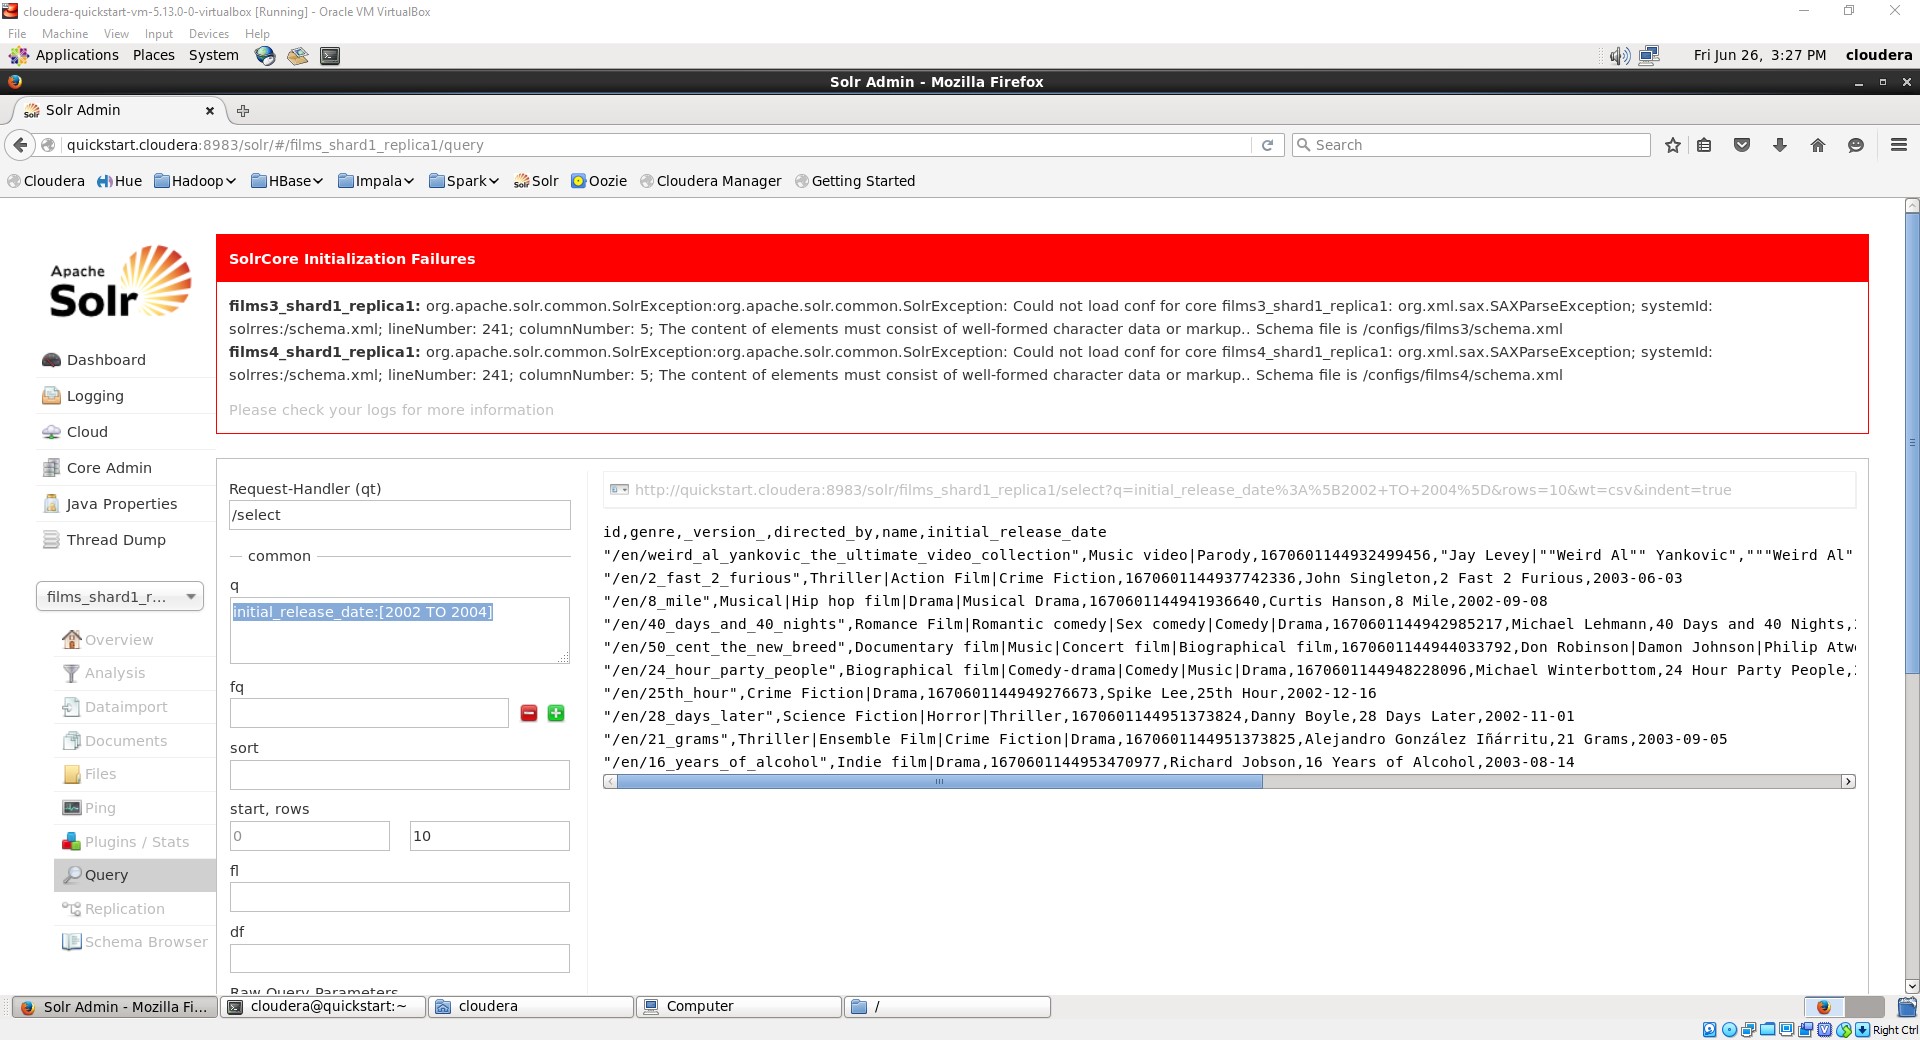 cloudera-quickstart-vm-5.13.0-0-virtualbox [Running] - Oracle VM VirtualBox
File Machine View Input Devices Help
Applications Places System Fri Jun 26, 3:27 PM cloudera
Solr Admin - Mozilla Firefox
Solr Admin
quickstart.cloudera:8983/solr/#/films_shard1_replica1/query Search
Cloudera Hue Hadoop HBase Impala Spark Solr Oozie Cloudera Manager Getting Started
Apache
Solr
Dashboard
Logging
Cloud
Core Admin
Java Properties
Thread Dump
films_shard1_r...
Overview
Analysis
Dataimport
Documents
Files
Ping
Plugins / Stats
Query
Replication
Schema Browser
SolrCore Initialization Failures
films3_shard1_replica1: org.apache.solr.common.SolrException:org.apache.solr.common.SolrException: Could not load conf for core films3_shard1_replica1: org.xml.sax.SAXParseException; systemId:
solrres:/schema.xml; lineNumber: 241; columnNumber: 5; The content of elements must consist of well-formed character data or markup.. Schema file is /configs/films3/schema.xml
films4_shard1_replica1: org.apache.solr.common.SolrException:org.apache.solr.common.SolrException: Could not load conf for core films4_shard1_replica1: org.xml.sax.SAXParseException; systemId:
solrres:/schema.xml; lineNumber: 241; columnNumber: 5; The content of elements must consist of well-formed character data or markup.. Schema file is /configs/films4/schema.xml
Please check your logs for more information
Request-Handler (qt)
/select
common
q
initial_release_date:[2002 TO 2004]
fq
sort
start, rows
0 10
fl
df
Raw Query Parameters
http://quickstart.cloudera:8983/solr/films_shard1_replica1/select?q=initial_release_date%3A%5B2002+TO+2004%5D&rows=10&wt=csv&indent=true
id,genre,_version_,directed_by,name,initial_release_date
"/en/weird_al_yankovic_the_ultimate_video_collection",Music video|Parody,1670601144932499456,"Jay Levey|""Weird Al"" Yankovic","""Weird Al"
"/en/2_fast_2_furious",Thriller|Action Film|Crime Fiction,1670601144937742336,John Singleton,2 Fast 2 Furious,2003-06-03
"/en/8_mile",Musical|Hip hop film|Drama|Musical Drama,1670601144941936640,Curtis Hanson,8 Mile,2002-09-08
"/en/40_days_and_40_nights",Romance Film|Romantic comedy|Sex comedy|Comedy|Drama,1670601144942985217,Michael Lehmann,40 Days and 40 Nights,
"/en/50_cent_the_new_breed",Documentary film|Music|Concert film|Biographical film,1670601144944033792,Don Robinson|Damon Johnson|Philip Atw
"/en/24_hour_party_people",Biographical film|Comedy-drama|Comedy|Music|Drama,1670601144948228096,Michael Winterbottom,24 Hour Party People,
"/en/25th_hour",Crime Fiction|Drama,1670601144949276673,Spike Lee,25th Hour,2002-12-16
"/en/28_days_later",Science Fiction|Horror|Thriller,1670601144951373824,Danny Boyle,28 Days Later,2002-11-01
"/en/21_grams",Thriller|Ensemble Film|Crime Fiction|Drama,1670601144951373825,Alejandro González Iñárritu,21 Grams,2003-09-05
"/en/16_years_of_alcohol",Indie film|Drama,1670601144953470977,Richard Jobson,16 Years of Alcohol,2003-08-14
Solr Admin - Mozilla Fi... cloudera@quickstart:~ cloudera Computer /
Right Ctrl